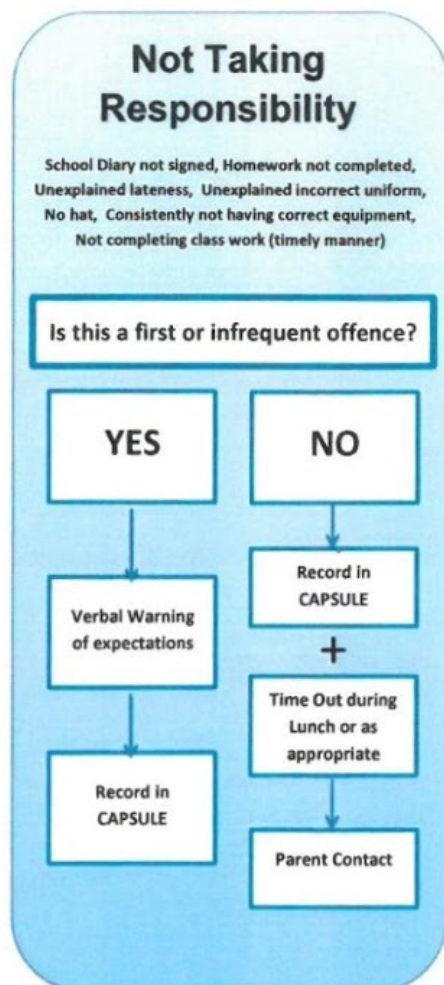 Not Taking
Responsibility
School Diary not signed, Homework not completed,
Unexplained lateness, Unexplained incorrect uniform,
No hat, Consistently not having correct equipment,
Not completing class work (timely manner)
Is this a first or infrequent offence?
YES
NO
Record in
CAPSULE
Verbal Warning
of expectations
+
Time Out during
Lunch or as
appropriate
Record in
CAPSULE
Parent Contact